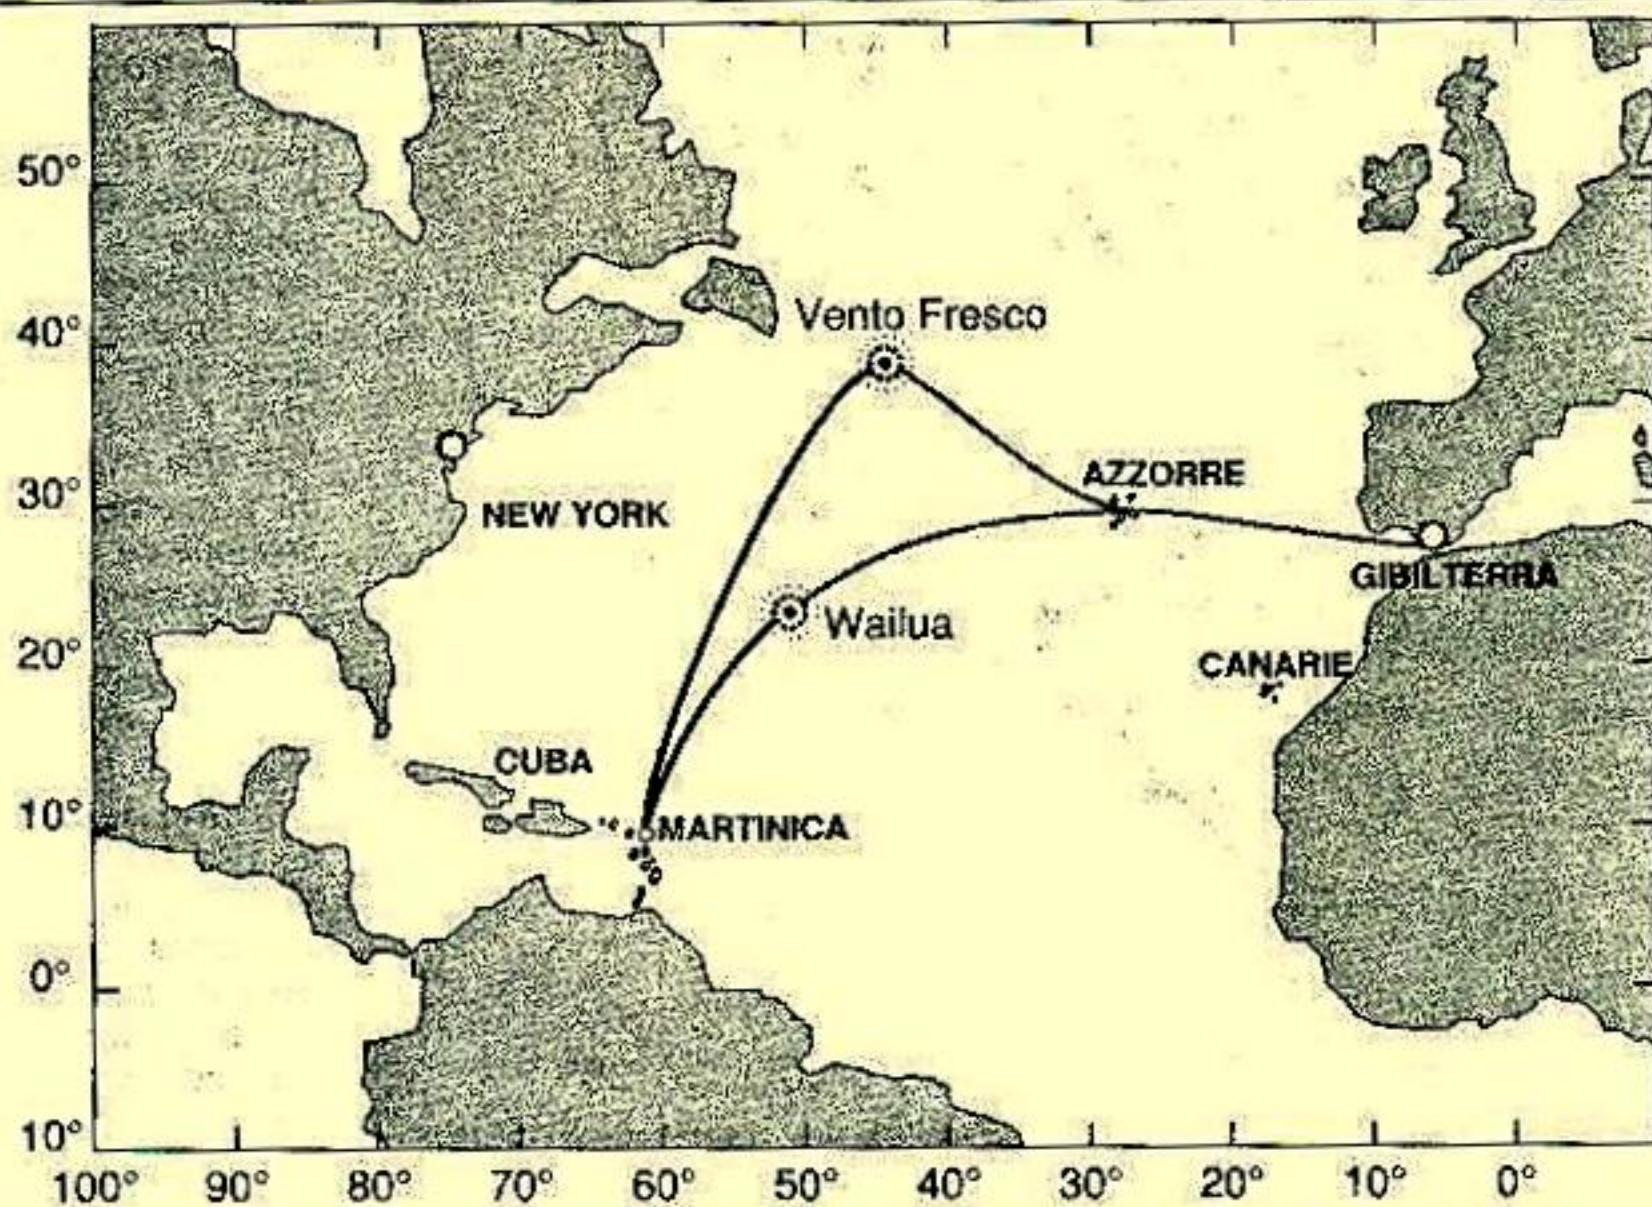 50°
40°
Vento Fresco
AZZORRE
30°
NEW YORK
GIBILTERRA
Wailua
20°
CANARIE
CUBA
10°
MARTINICA
0°
10°
100° 90° 80° 70° 60° 50° 40° 30° 20° 10° 0°